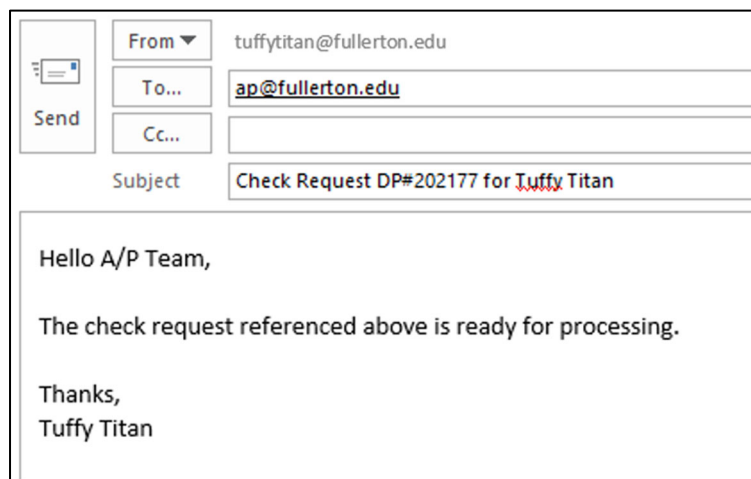 From
tuffytitan@fullerton.edu
Send
To...
ap@fullerton.edu
Cc...
Subject
Check Request DP#202177 for Tuffy Titan
Hello A/P Team,
The check request referenced above is ready for processing.
Thanks,
Tuffy Titan